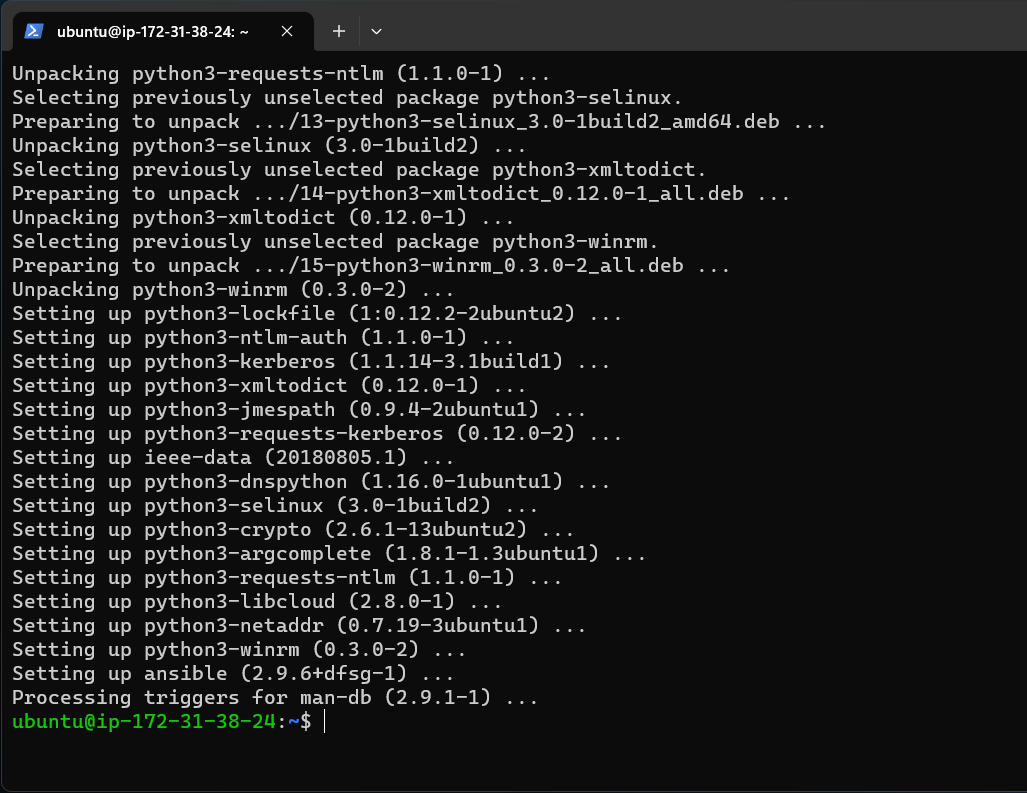 ubuntu@ip-172-31-38-24: ~
Unpacking python3-requests-ntlm (1.1.0-1) ...
Selecting previously unselected package python3-selinux.
Preparing to unpack .../13-python3-selinux_3.0-1build2_amd64.deb ...
Unpacking python3-selinux (3.0-1build2) ...
Selecting previously unselected package python3-xmltodict.
Preparing to unpack .../14-python3-xmltodict_0.12.0-1_all.deb ...
Unpacking python3-xmltodict (0.12.0-1) ...
Selecting previously unselected package python3-winrm.
Preparing to unpack .../15-python3-winrm_0.3.0-2_all.deb ...
Unpacking python3-winrm (0.3.0-2) ...
Setting up python3-lockfile (1:0.12.2-2ubuntu2) ...
Setting up python3-ntlm-auth (1.1.0-1) ...
Setting up python3-kerberos (1.1.14-3.1build1) ...
Setting up python3-xmltodict (0.12.0-1) ...
Setting up python3-jmespath (0.9.4-2ubuntu1) ...
Setting up python3-requests-kerberos (0.12.0-2) ...
Setting up ieee-data (20180805.1) ...
Setting up python3-dnspython (1.16.0-1ubuntu1) ...
Setting up python3-selinux (3.0-1build2) ...
Setting up python3-crypto (2.6.1-13ubuntu2) ...
Setting up python3-argcomplete (1.8.1-1.3ubuntu1) ...
Setting up python3-requests-ntlm (1.1.0-1) ...
Setting up python3-libcloud (2.8.0-1) ...
Setting up python3-netaddr (0.7.19-3ubuntu1) ...
Setting up python3-winrm (0.3.0-2) ...
Setting up ansible (2.9.6+dfsg-1) ...
Processing triggers for man-db (2.9.1-1) ...
ubuntu@ip-172-31-38-24:~$